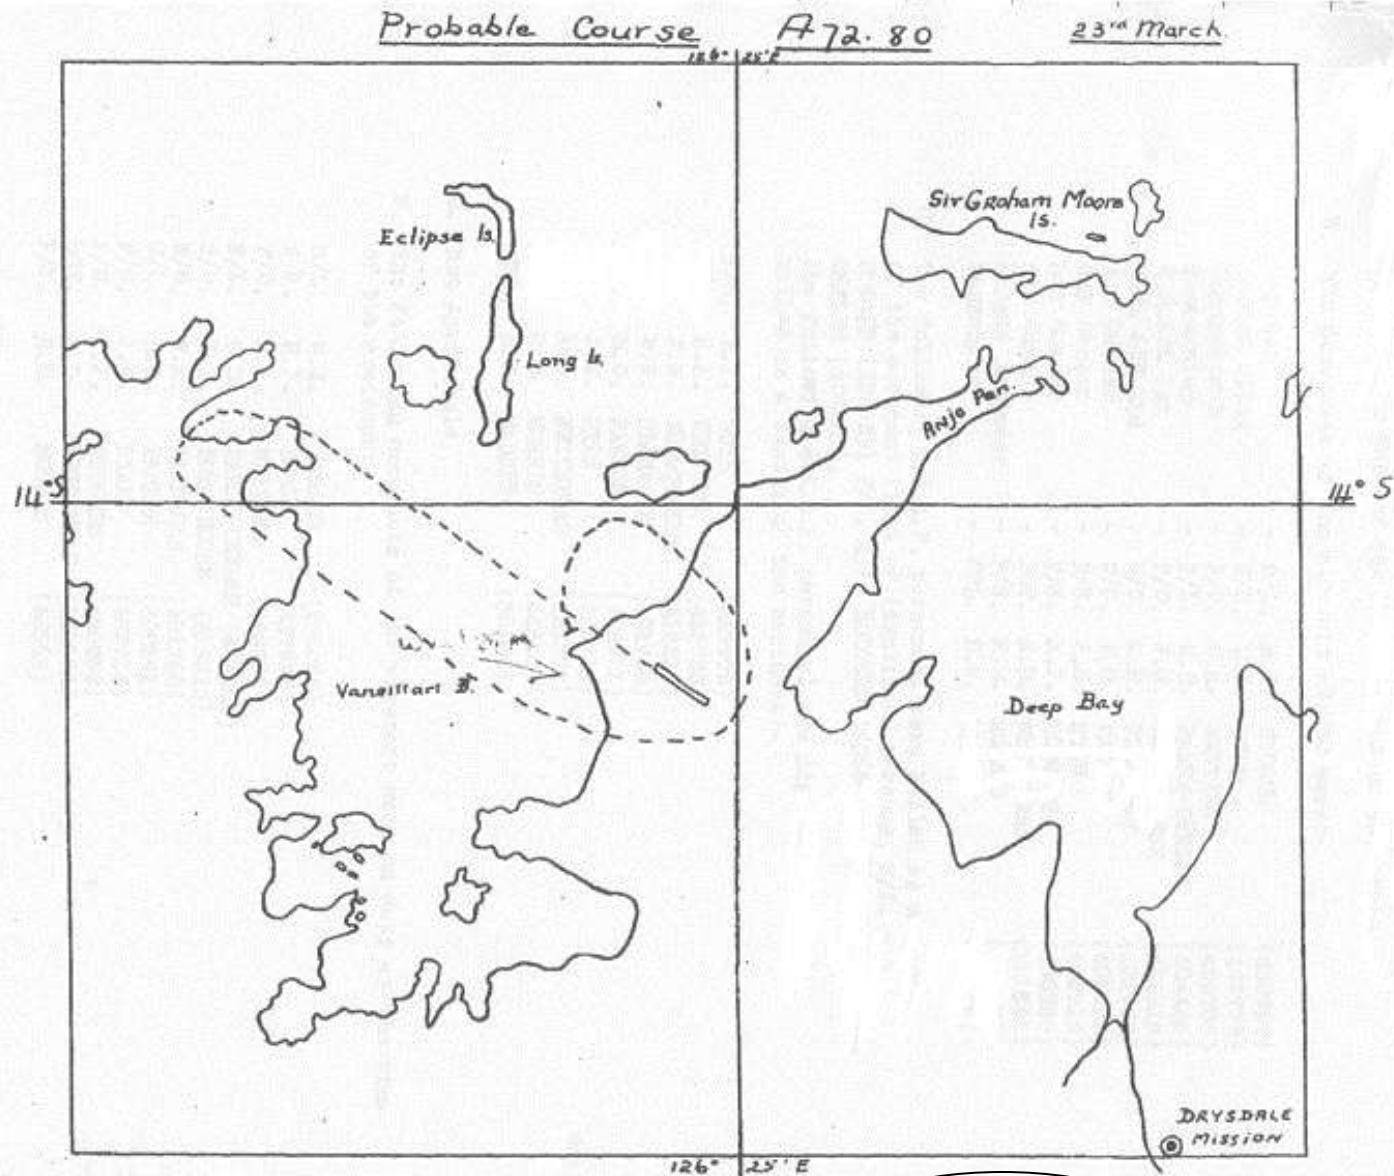 Probable Course A72.80 23rd March.
126° 25' E
Sir Graham Moore
Is.
Eclipse Is.
Long Is.
Anjo Pen.
14° S 14° S
Vansittart B.
Deep Bay
DRYSDALE
MISSION
126° 25' E